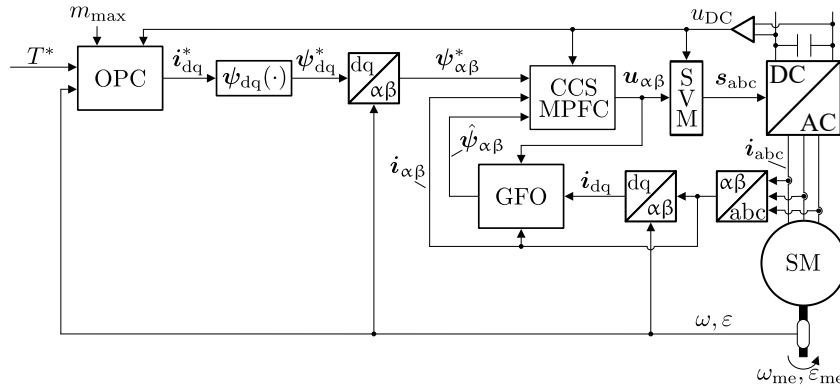 m_max
u_DC
T*
OPC
i*_dq
ψ_dq(·)
ψ*_dq
dq
αβ
ψ*_αβ
CCS
MPFC
u_αβ
S
V
M
s_abc
DC
AC
i_αβ
ψ̂_αβ
GFO
i_dq
dq
αβ
αβ
abc
i_abc
SM
ω, ε
ω_me, ε_me